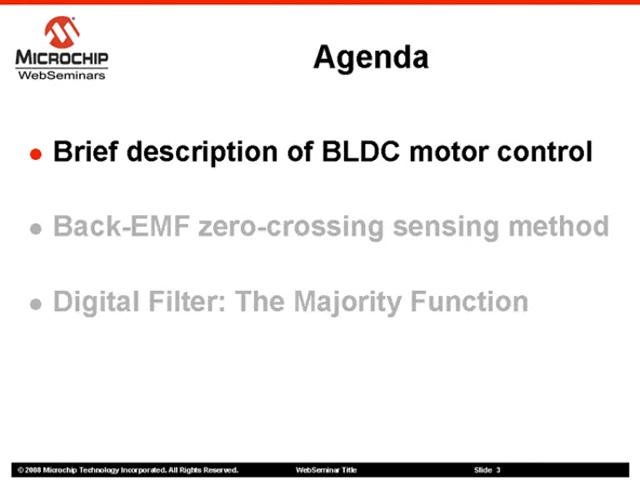 MICROCHIP
WebSeminars
Agenda
Brief description of BLDC motor control
Back-EMF zero-crossing sensing method
Digital Filter: The Majority Function
© 2008 Microchip Technology Incorporated. All Rights Reserved. WebSeminar Title Slide 3